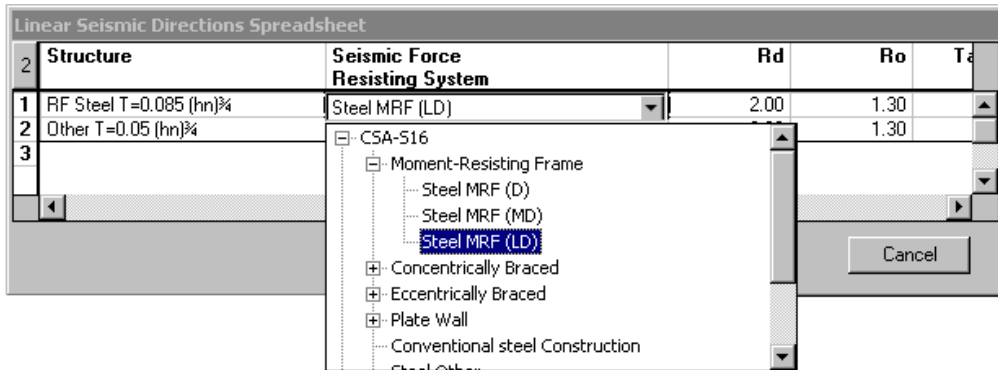 Linear Seismic Directions Spreadsheet
2 Structure Seismic Force Resisting System Rd Ro
1 RF Steel T=0.085 (hn)¾ Steel MRF (LD) 2.00 1.30
2 Other T=0.05 (hn)¾ 1.30
3
CSA-S16
Moment-Resisting Frame
Steel MRF (D)
Steel MRF (MD)
Steel MRF (LD)
Concentrically Braced
Eccentrically Braced
Plate Wall
Conventional steel Construction
Cancel